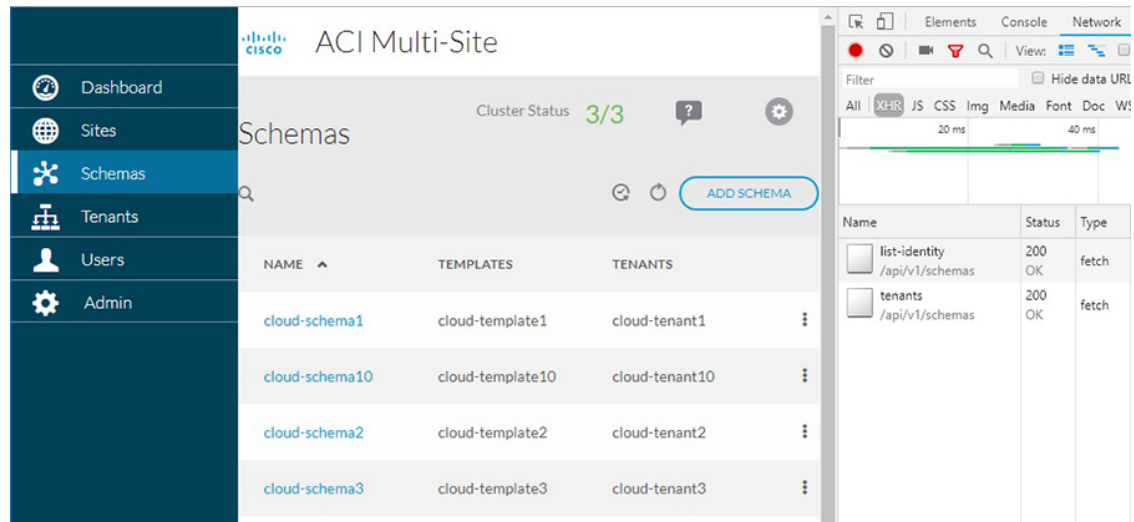 CISCO ACI Multi-Site
Dashboard
Sites
Schemas
Tenants
Users
Admin
Schemas
Cluster Status 3/3
?
ADD SCHEMA
NAME TEMPLATES TENANTS
cloud-schema1 cloud-template1 cloud-tenant1
cloud-schema10 cloud-template10 cloud-tenant10
cloud-schema2 cloud-template2 cloud-tenant2
cloud-schema3 cloud-template3 cloud-tenant3
Elements Console Network
View:
Filter Hide data URL
All XHR JS CSS Img Media Font Doc WS
20 ms 40 ms
Name Status Type
list-identity 200 fetch
/api/v1/schemas OK
tenants 200 fetch
/api/v1/schemas OK